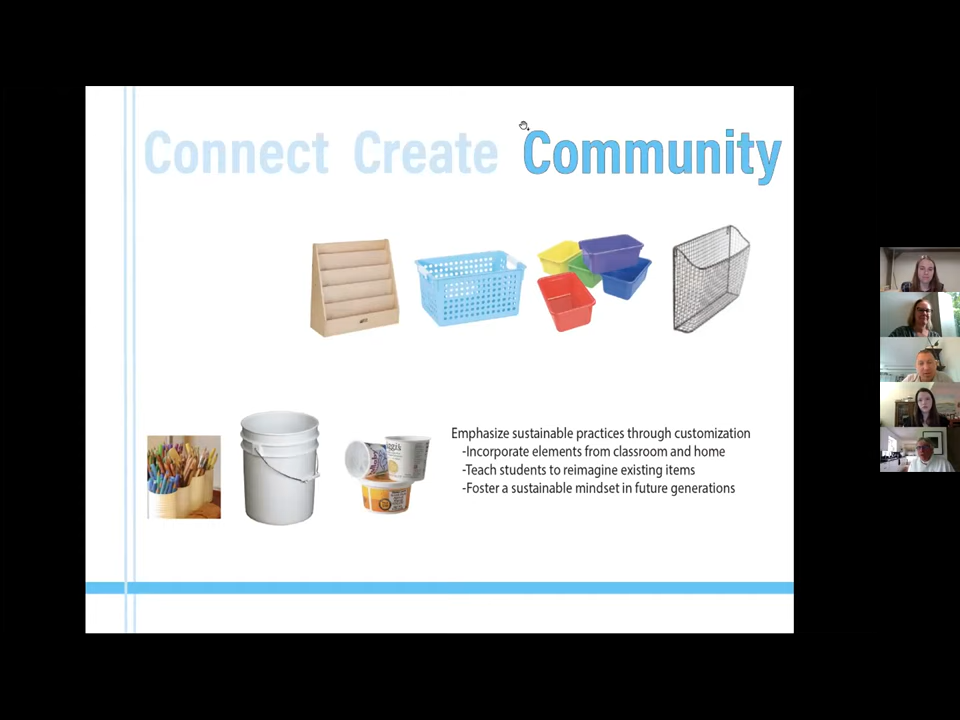 Connect Create Community
Emphasize sustainable practices through customization
-Incorporate elements from classroom and home
-Teach students to reimagine existing items
-Foster a sustainable mindset in future generations